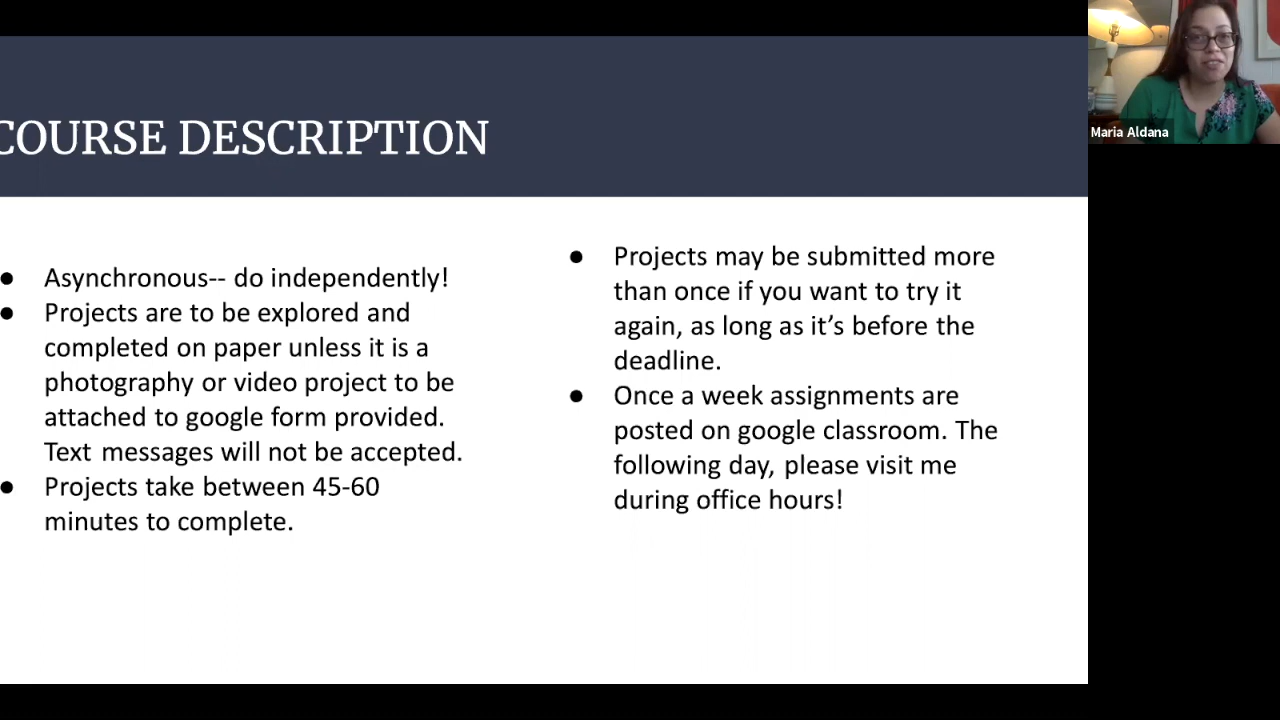 COURSE DESCRIPTION
● Asynchronous-- do independently!
● Projects are to be explored and
completed on paper unless it is a
photography or video project to be
attached to google form provided.
Text messages will not be accepted.
● Projects take between 45-60
minutes to complete.
● Projects may be submitted more
than once if you want to try it
again, as long as it’s before the
deadline.
● Once a week assignments are
posted on google classroom. The
following day, please visit me
during office hours!
Maria Aldana